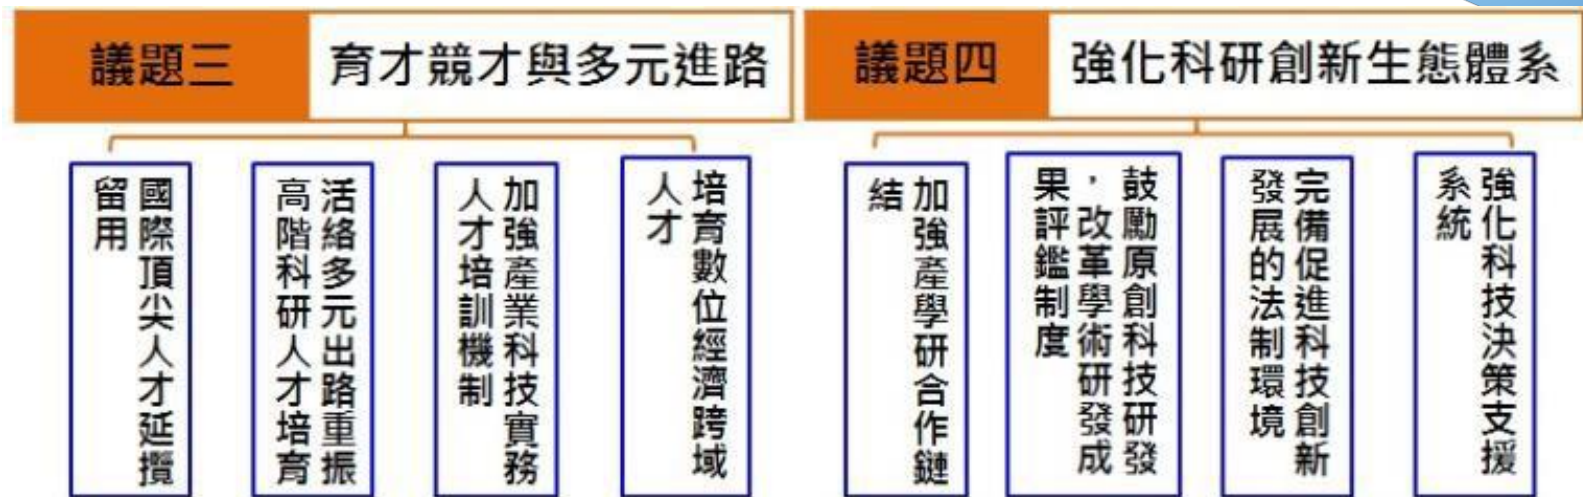 議題三
育才競才與多元進路
國際頂尖人才延攬
留用
活絡多元出路重振
高階科研人才培育
加強產業科技實務
人才培訓機制
培育數位經濟跨域
人才
議題四
強化科研創新生態體系
加強產學研合作鏈
結
鼓勵原創科技研發
，改革學術研發成
果評鑑制度
完備促進科技創新
發展的法制環境
強化科技決策支援
系統